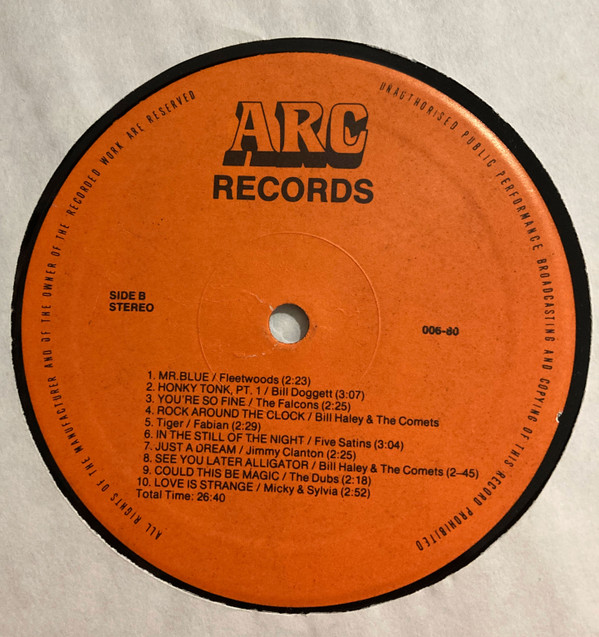 ARC
RECORDS
ALL RIGHTS OF THE MANUFACTURER AND OF THE OWNER OF THE RECORDED WORK ARE RESERVED
UNAUTHORISED PUBLIC PERFORMANCE BROADCASTING AND COPYING OF THIS RECORD PROHIBITED
SIDE B
STEREO
006-80
1. MR.BLUE / Fleetwoods (2:23)
2. HONKY TONK, PT. 1 / Bill Doggett (3:07)
3. YOU'RE SO FINE / The Falcons (2:25)
4. ROCK AROUND THE CLOCK / Bill Haley & The Comets
5. Tiger / Fabian (2:29)
6. IN THE STILL OF THE NIGHT / Five Satins (3:04)
7. JUST A DREAM / Jimmy Clanton (2:25)
8. SEE YOU LATER ALLIGATOR / Bill Haley & The Comets (2–45)
9. COULD THIS BE MAGIC / The Dubs (2:18)
10. LOVE IS STRANGE / Micky & Sylvia (2:52)
Total Time: 26:40